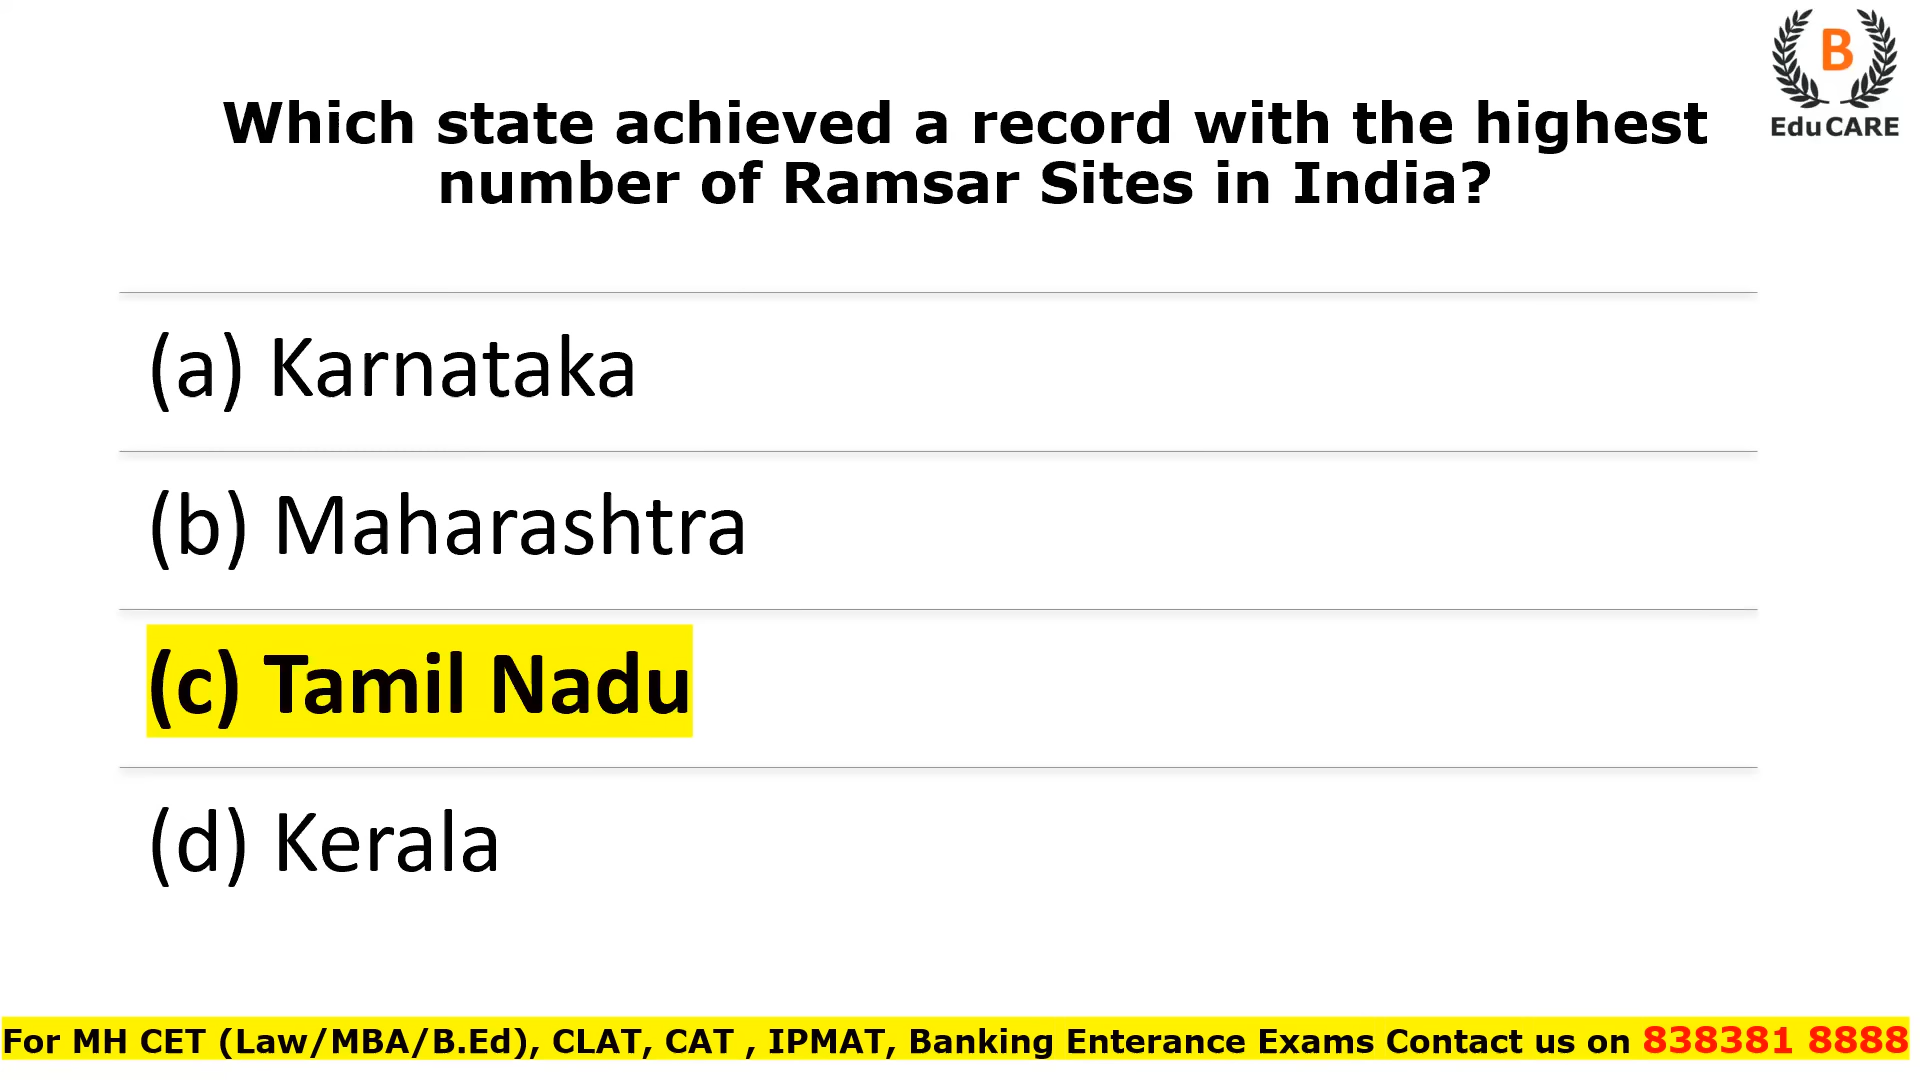 B
EduCARE
Which state achieved a record with the highest
number of Ramsar Sites in India?
(a) Karnataka
(b) Maharashtra
(c) Tamil Nadu
(d) Kerala
For MH CET (Law/MBA/B.Ed), CLAT, CAT , IPMAT, Banking Enterance Exams Contact us on 838381 8888